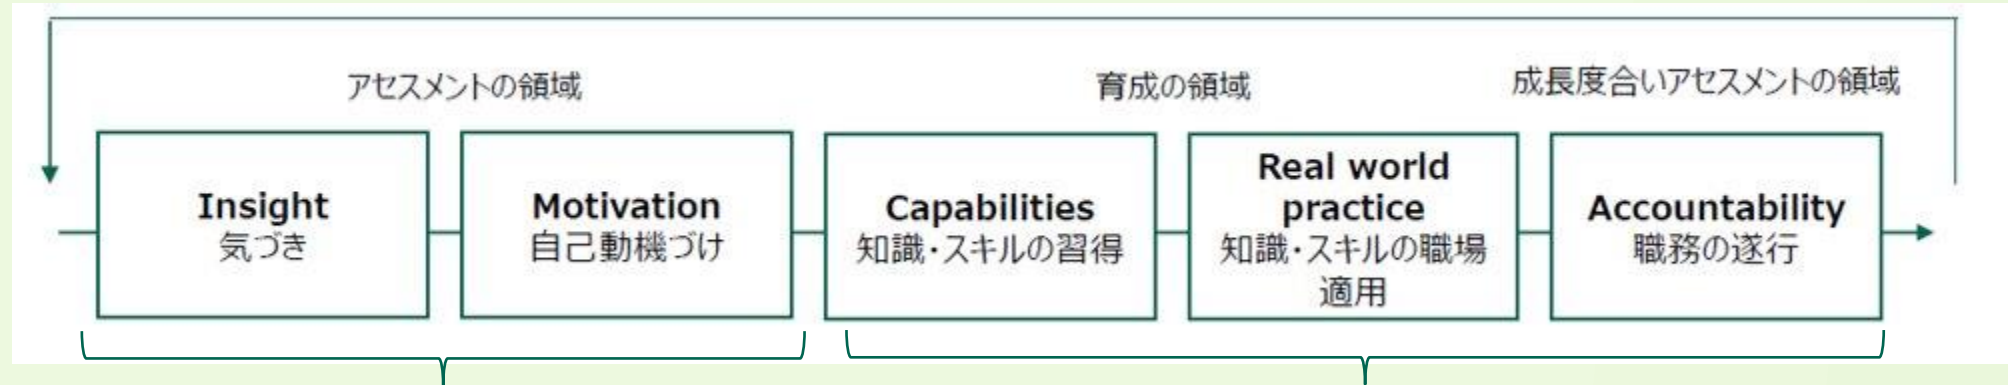 アセスメントの領域
育成の領域
成長度合いアセスメントの領域
Insight
気づき
Motivation
自己動機づけ
Capabilities
知識・スキルの習得
Real world
practice
知識・スキルの職場
適用
Accountability
職務の遂行